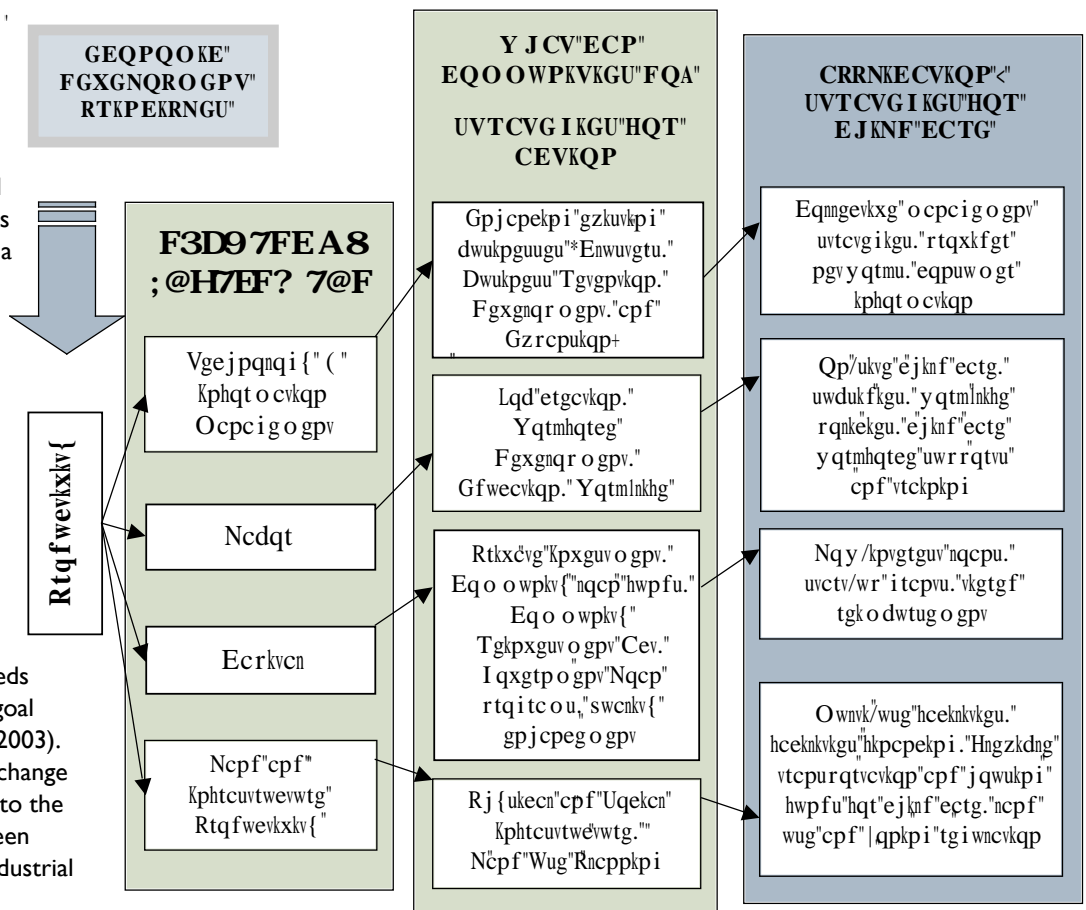 GEQPQOKE"
FGXGNQROGPV"
RTKPEKRNGU"
s
a
Rtqfwevkxkv{
eds
goal
2003).
change
to the
een
dustrial
F3D97FEA8
;@H7EF?7@F
Vgejpqnqi{"("
Kphqtocvkqp
Ocpcigogpv
Ncdqt
Ecrkvcn
Ncpf"cpf"
Kphtcuvtwevwtg"
Rtqfwevkxkv{"
YJCV"ECP"
EQOOWPKVKGU"FQA"
UVTCVGIKGU"HQT"
CEVKQP
Gpjcpekpi"gzkuvkpi"
dwukpguugu"*Enwuvgtu."
Dwukpguu"Tgvgpvkqp."
Fgxgnqrogpv."cpf"
Gzrcpukqp+
Lqd"etgcvkqp."
Yqtmhqteg"
Fgxgnqrogpv."
Gfwecvkqp."Yqtmlnkhg"
Rtkxcvg"Kpxguvogpv."
Eqoowpkv{"nqcp"hwpfu."
Eqoowpkv{"
Tgkpxguvogpv"Cev."
Iqxgtpogpv"Nqcp"
rtqitcou."swcnkv{"
gpjcpegogpv
Rj{ukecn"cpf"Uqekcn"
Kphtcuvtwevwtg.""
Ncpf"Wug"Rncppkpi
CRRNKECVKQP"<"
UVTCVGIKGU"HQT"
EJKNF"ECTG"
Eqnngevkxg"ocpcigogpv"
uvtcvgikgu."rtqxkfgt"
pgvyqtmu."eqpuwogt"
kphqtocvkqp
Qp/ukvg"ejknf"ectg."
uwdukfkgu."yqtmlnkhg"
rqnkekgu."ejknf"ectg"
yqtmhqteg"uwrrqtvu"
cpf"vtckpkpi
Nqy/kpvgtguv"nqcpu."
uvctv/wr"itcpvu."vkgtgf"
tgkodwtugogpv
Ownvk/wug"hceknkvkgu."
hceknkvkgu"hkpcpekpi."Hngzkdng"
vtcpurqtvcvkqp"cpf"jqwukpi"
hwpfu"hqt"ejknf"ectg."ncpf"
wug"cpf"|qpkpi"tgiwncvkqp